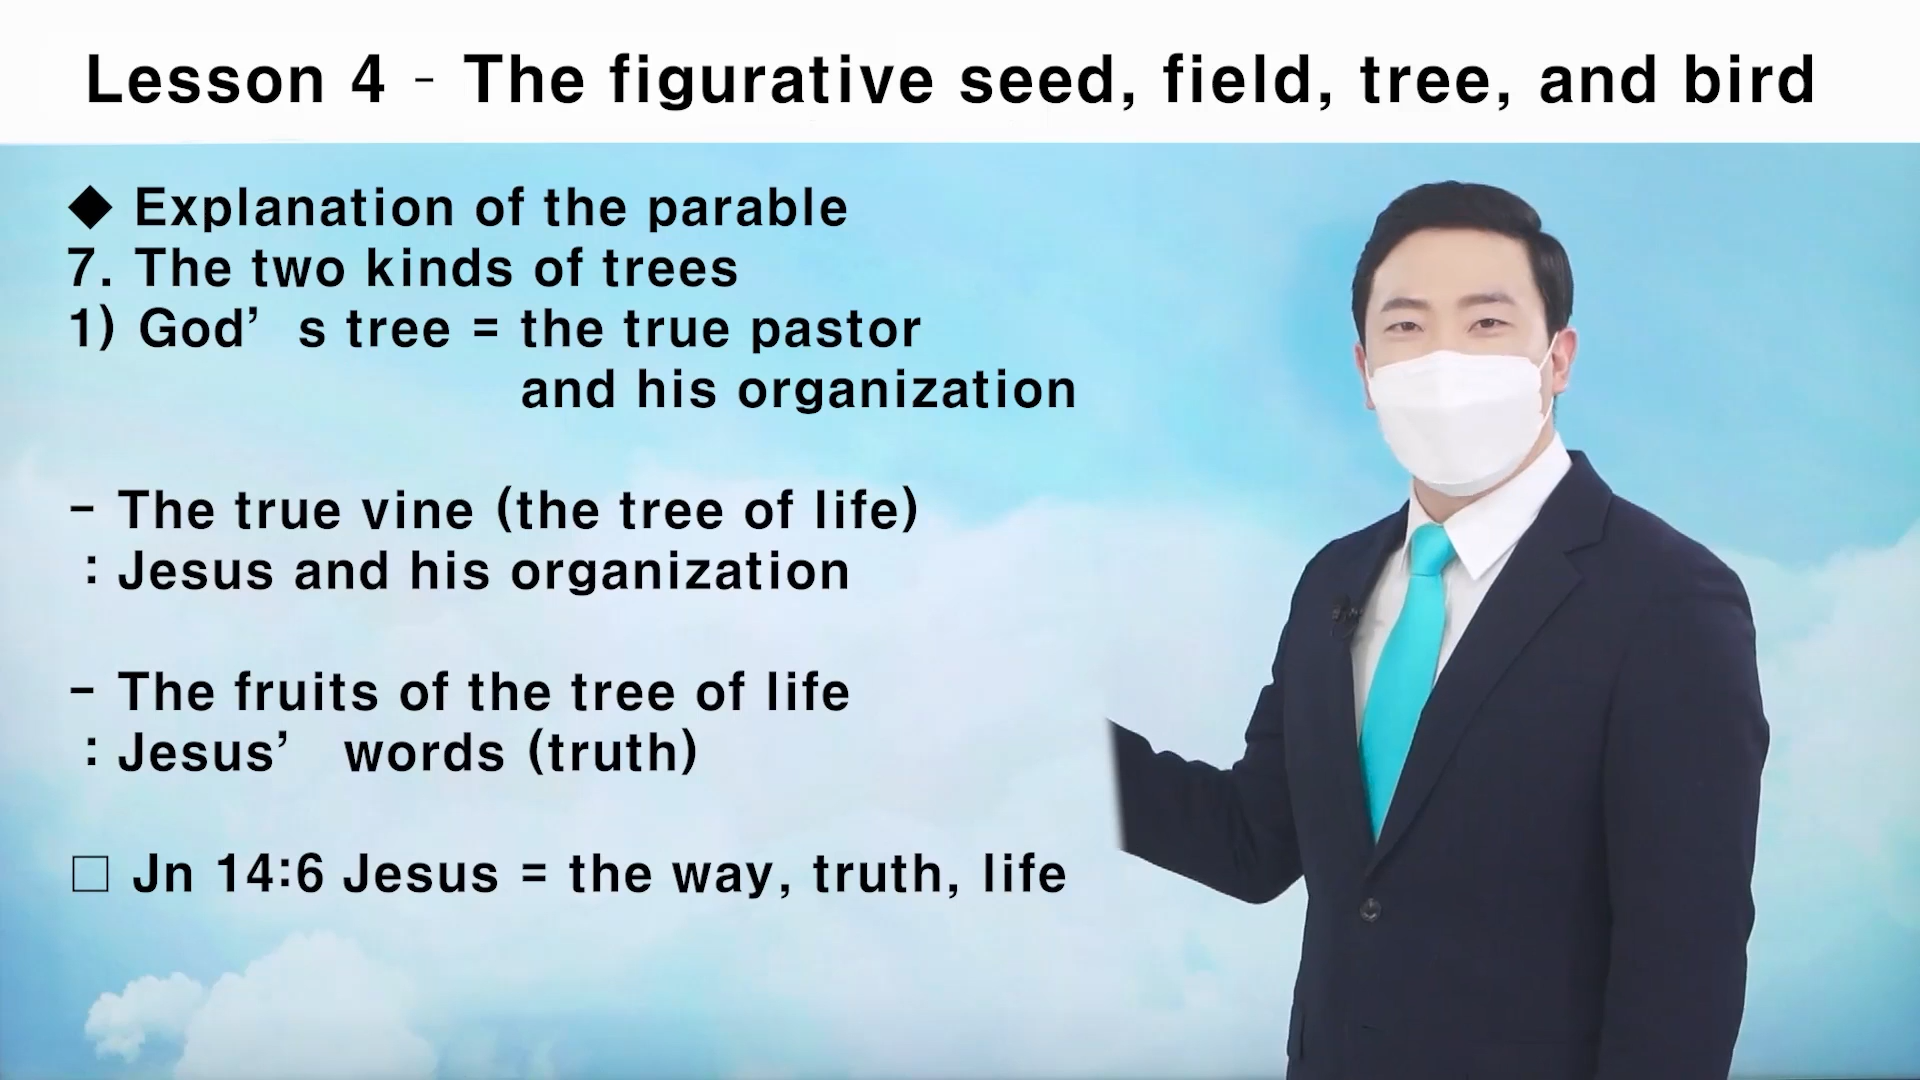 Lesson 4 - The figurative seed, field, tree, and bird
◆ Explanation of the parable
7. The two kinds of trees
1) God’ s tree = the true pastor
and his organization
- The true vine (the tree of life)
: Jesus and his organization
- The fruits of the tree of life
: Jesus’ words (truth)
□ Jn 14:6 Jesus = the way, truth, life